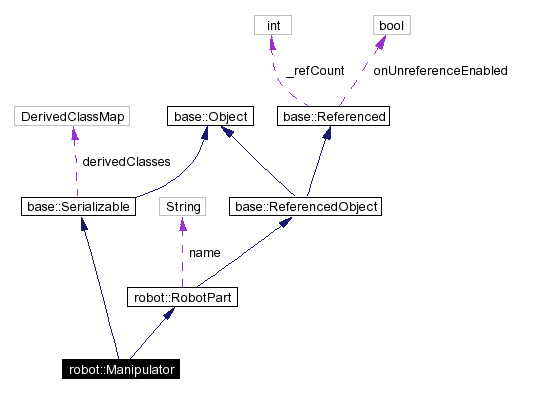 int
bool
_refCount
onUnreferenceEnabled
DerivedClassMap
base::Object
base::Referenced
derivedClasses
base::Serializable
String
base::ReferencedObject
name
robot::RobotPart
robot::Manipulator